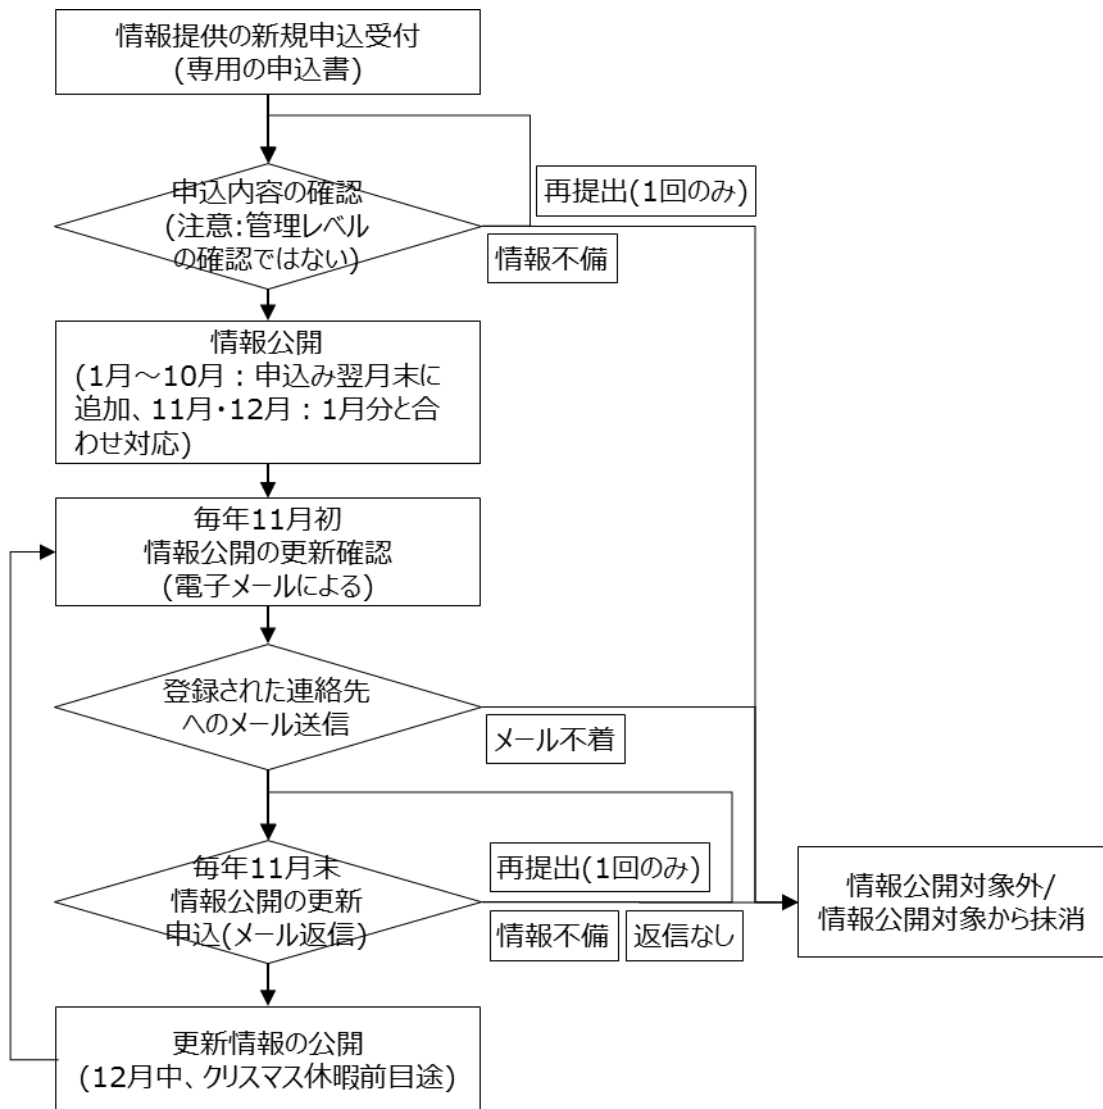 情報提供の新規申込受付
(専用の申込書)
再提出(1回のみ)
申込内容の確認
(注意:管理レベル
の確認ではない)
情報不備
情報公開
(1月～10月：申込み翌月末に
追加、11月・12月：1月分と合
わせ対応)
毎年11月初
情報公開の更新確認
(電子メールによる)
登録された連絡先
へのメール送信
メール不着
毎年11月末
情報公開の更新
申込(メール返信)
再提出(1回のみ)
情報不備
返信なし
情報公開対象外/
情報公開対象から抹消
更新情報の公開
(12月中、クリスマス休暇前目途)